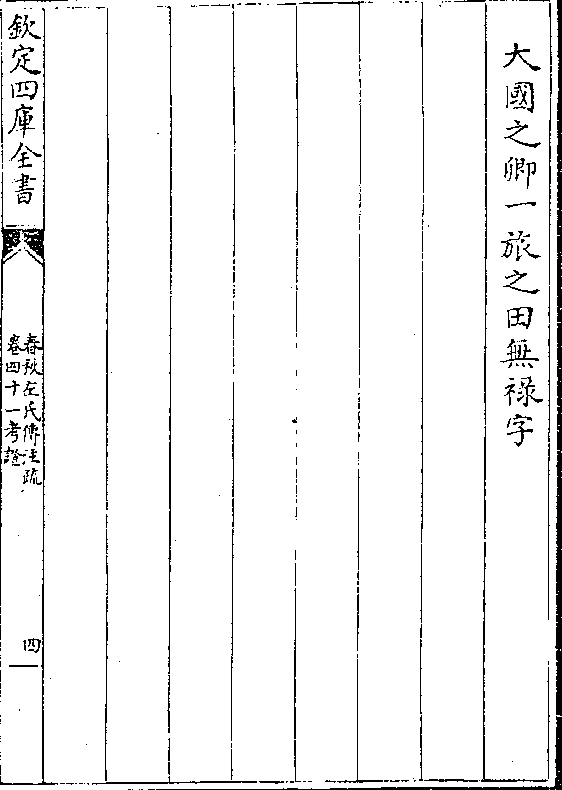 大國之卿一旅之田無祿字
欽定四庫全書
春秋左氏傳注疏
卷四十一考證
四